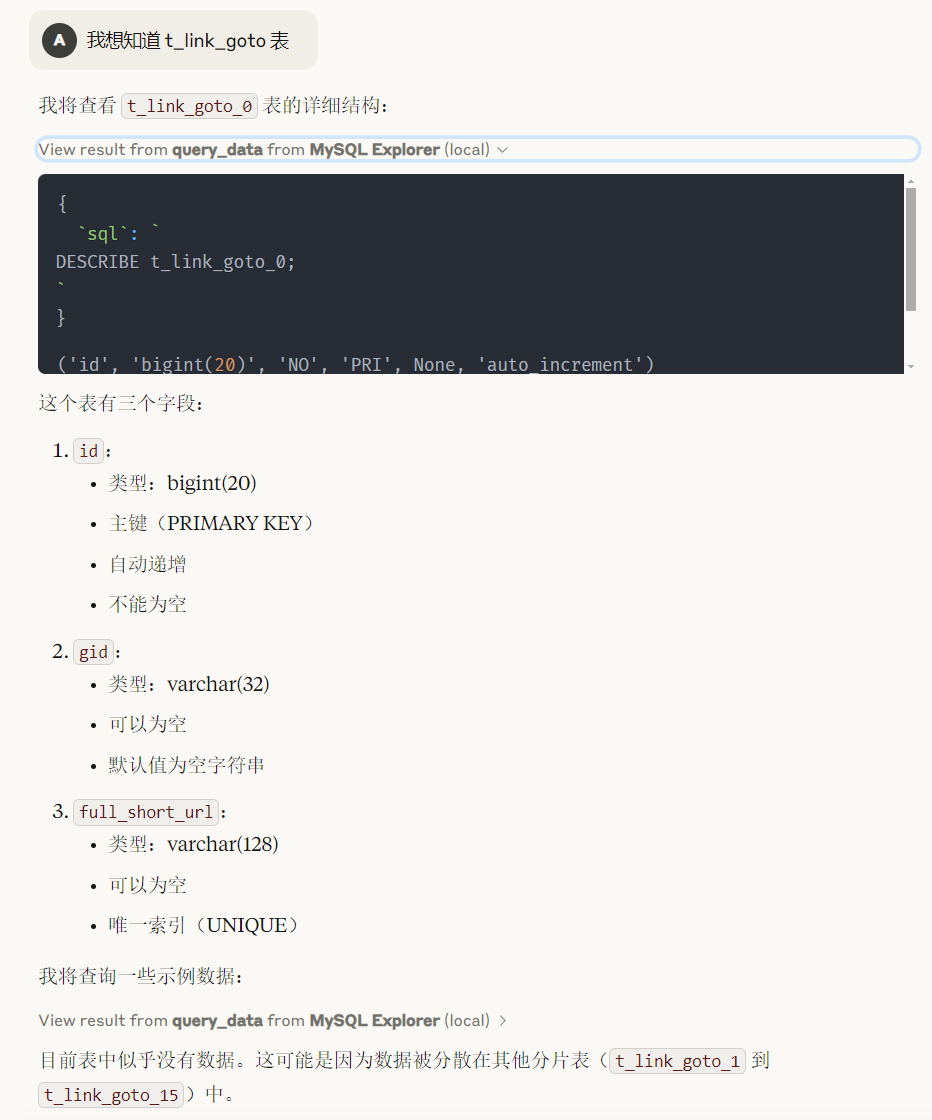 A 我想知道 t_link_goto 表
我将查看 t_link_goto_0 表的详细结构：
View result from query_data from MySQL Explorer (local)
{
`sql`: `
DESCRIBE t_link_goto_0;
`
}
('id', 'bigint(20)', 'NO', 'PRI', None, 'auto_increment')
这个表有三个字段：
1. id：
• 类型：bigint(20)
• 主键（PRIMARY KEY）
• 自动递增
• 不能为空
2. gid：
• 类型：varchar(32)
• 可以为空
• 默认值为空字符串
3. full_short_url：
• 类型：varchar(128)
• 可以为空
• 唯一索引（UNIQUE）
我将查询一些示例数据：
View result from query_data from MySQL Explorer (local)
目前表中似乎没有数据。这可能是因为数据被分散在其他分片表（t_link_goto_1 到
t_link_goto_15）中。